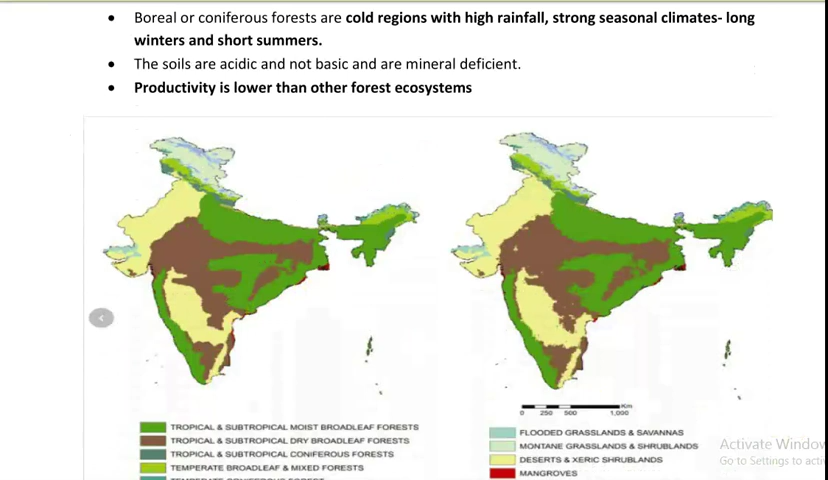 • Boreal or coniferous forests are cold regions with high rainfall, strong seasonal climates- long
winters and short summers.
• The soils are acidic and not basic and are mineral deficient.
• Productivity is lower than other forest ecosystems
Km
0 250 500 1,000
TROPICAL & SUBTROPICAL MOIST BROADLEAF FORESTS
TROPICAL & SUBTROPICAL DRY BROADLEAF FORESTS
TROPICAL & SUBTROPICAL CONIFEROUS FORESTS
TEMPERATE BROADLEAF & MIXED FORESTS
TEMPERATE CONIFEROUS FOREST
FLOODED GRASSLANDS & SAVANNAS
MONTANE GRASSLANDS & SHRUBLANDS
DESERTS & XERIC SHRUBLANDS
MANGROVES
Activate Window
Go to Settings to acti